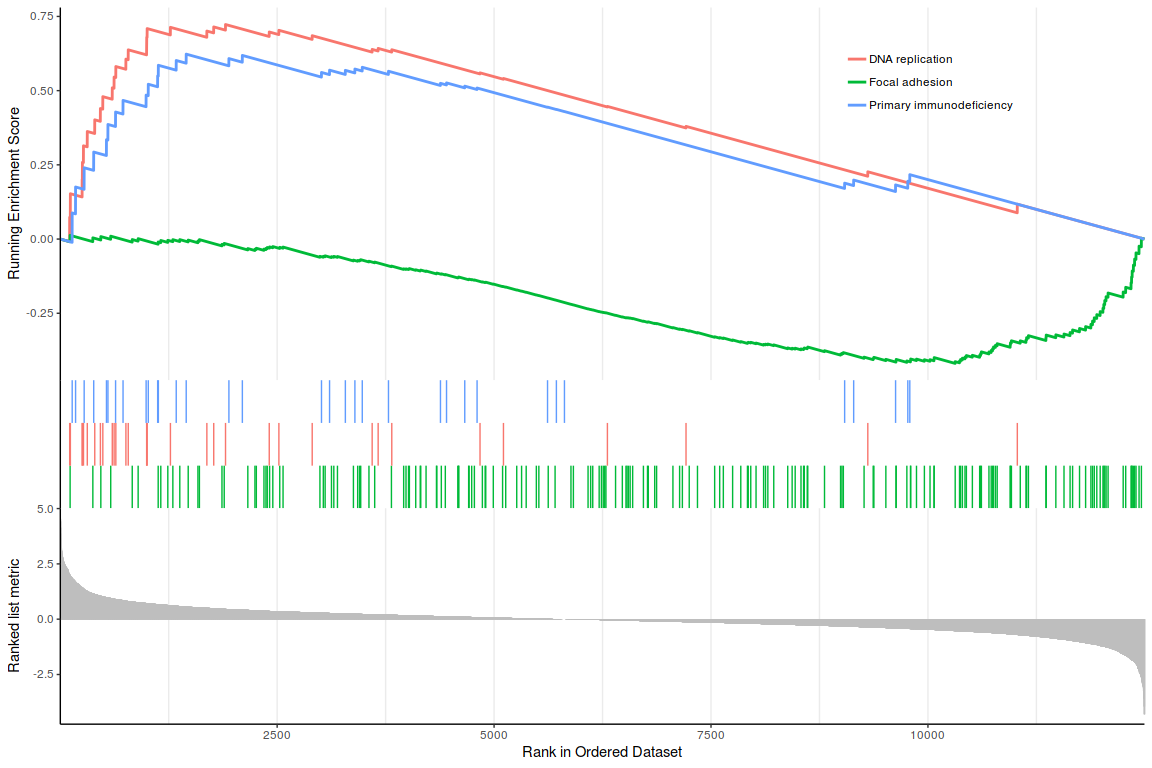 0.75
0.50
0.25
0.00
-0.25
Running Enrichment Score
DNA replication
Focal adhesion
Primary immunodeficiency
5.0
2.5
0.0
-2.5
Ranked list metric
2500 5000 7500 10000
Rank in Ordered Dataset